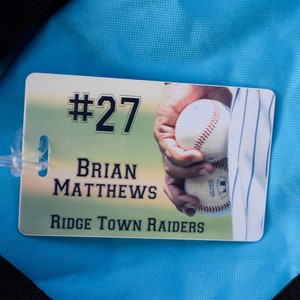 #27
Brian
Matthews
Ridge Town Raiders